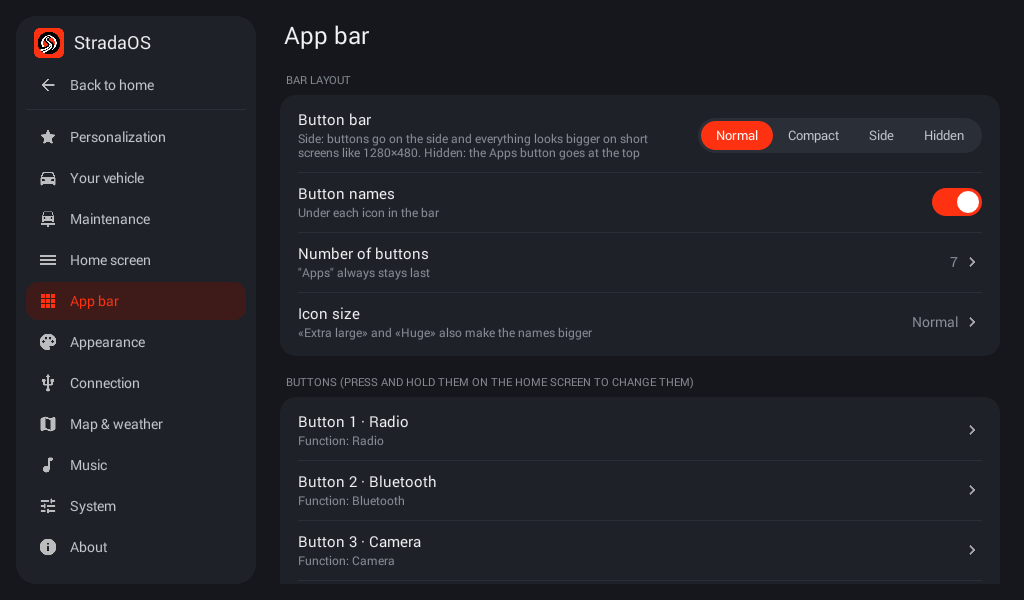 StradaOS
Back to home
Personalization
Your vehicle
Maintenance
Home screen
App bar
Appearance
Connection
Map & weather
Music
System
About
App bar
BAR LAYOUT
Button bar
Side: buttons go on the side and everything looks bigger on short
screens like 1280×480. Hidden: the Apps button goes at the top
Normal Compact Side Hidden
Button names
Under each icon in the bar
Number of buttons
"Apps" always stays last
7
Icon size
«Extra large» and «Huge» also make the names bigger
Normal
BUTTONS (PRESS AND HOLD THEM ON THE HOME SCREEN TO CHANGE THEM)
Button 1 · Radio
Function: Radio
Button 2 · Bluetooth
Function: Bluetooth
Button 3 · Camera
Function: Camera